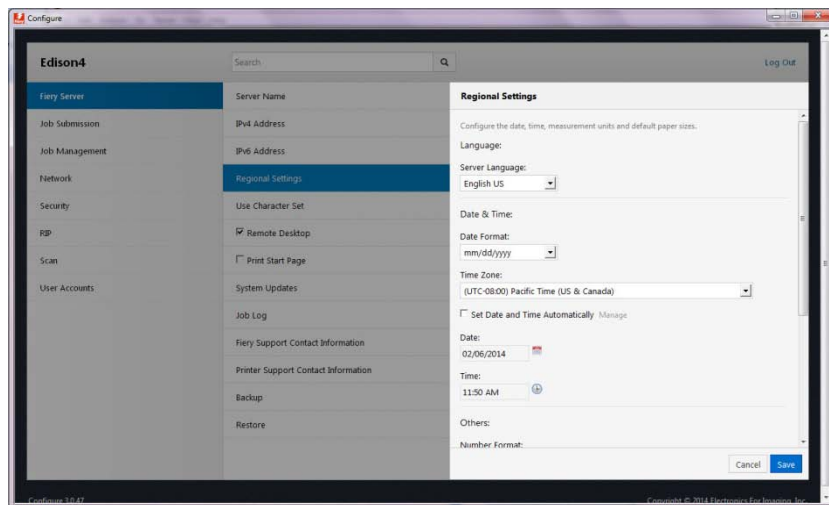 Configure
Edison4
Search
Log Out
Fiery Server
Job Submission
Job Management
Network
Security
RIP
Scan
User Accounts
Server Name
IPv4 Address
IPv6 Address
Regional Settings
Use Character Set
Remote Desktop
Print Start Page
System Updates
Job Log
Fiery Support Contact Information
Printer Support Contact Information
Backup
Restore
Regional Settings
Configure the date, time, measurement units and default paper sizes.
Language:
Server Language:
English US
Date & Time:
Date Format:
mm/dd/yyyy
Time Zone:
(UTC-08:00) Pacific Time (US & Canada)
Set Date and Time Automatically Manage
Date:
02/06/2014
Time:
11:50 AM
Others:
Number Format:
Cancel Save
Configure 3.0.47
Copyright © 2014 Electronics For Imaging, Inc.